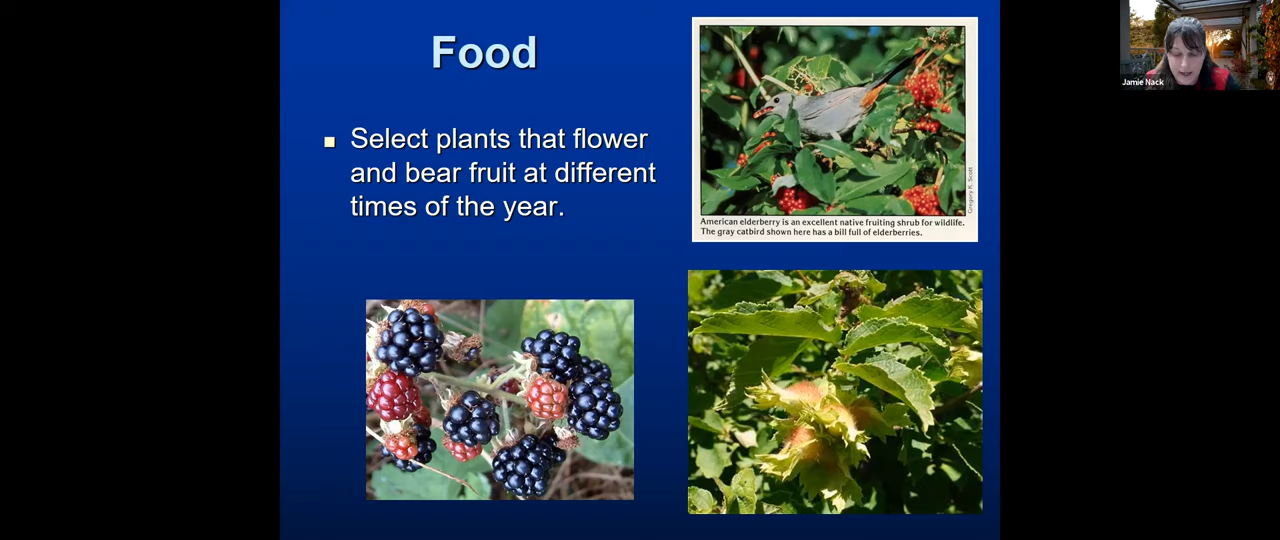 Food
Select plants that flower
and bear fruit at different
times of the year.
Gregory K. Scott
American elderberry is an excellent native fruiting shrub for wildlife.
The gray catbird shown here has a bill full of elderberries.
Jamie Nack